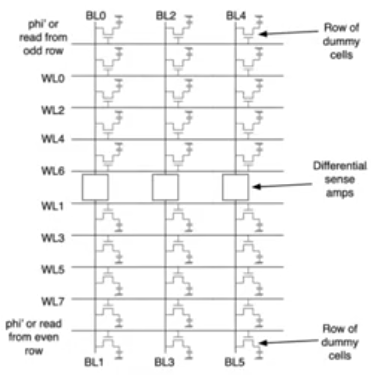 BL0 BL2 BL4
phi' or
read from
odd row
Row of
dummy
cells
WL0
WL2
WL4
WL6
Differential
sense
amps
WL1
WL3
WL5
WL7
phi' or read
from even
row
Row of
dummy
cells
BL1 BL3 BL5